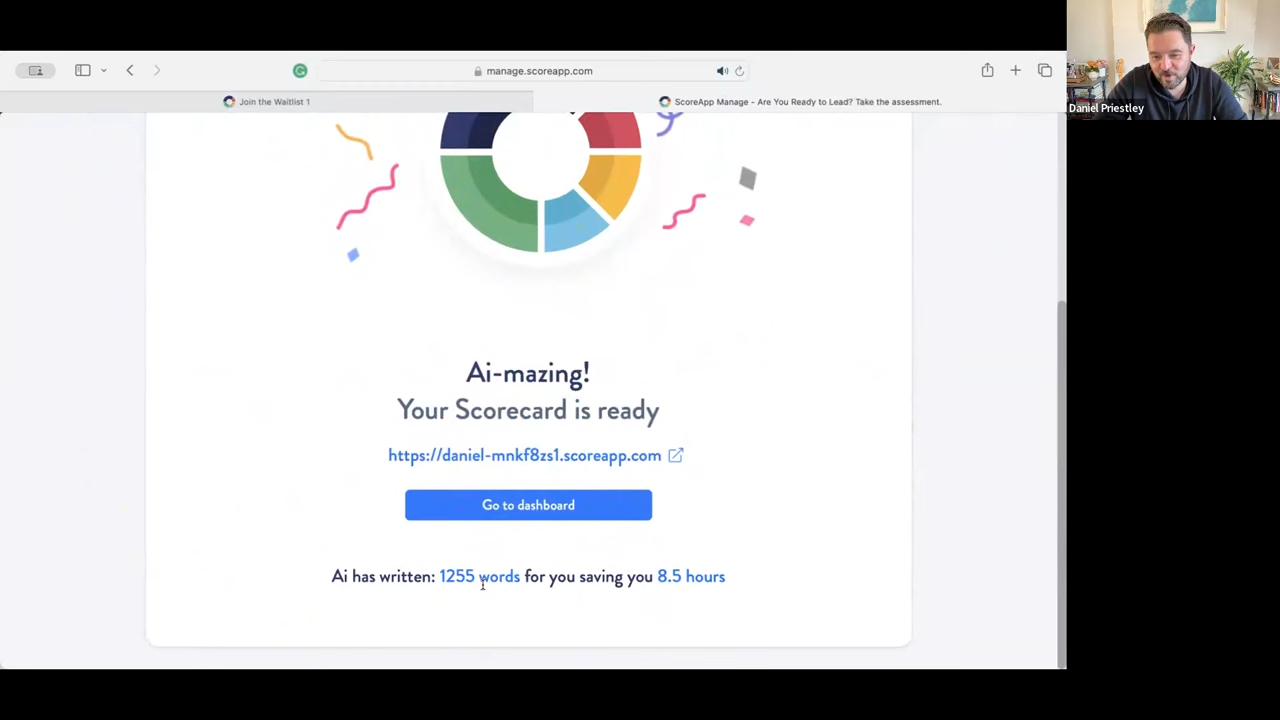 manage.scoreapp.com
Daniel Priestley
Join the Waitlist 1
ScoreApp Manage - Are You Ready to Lead? Take the assessment.
Ai-mazing!
Your Scorecard is ready
https://daniel-mnkf8zs1.scoreapp.com
Go to dashboard
Ai has written: 1255 words for you saving you 8.5 hours